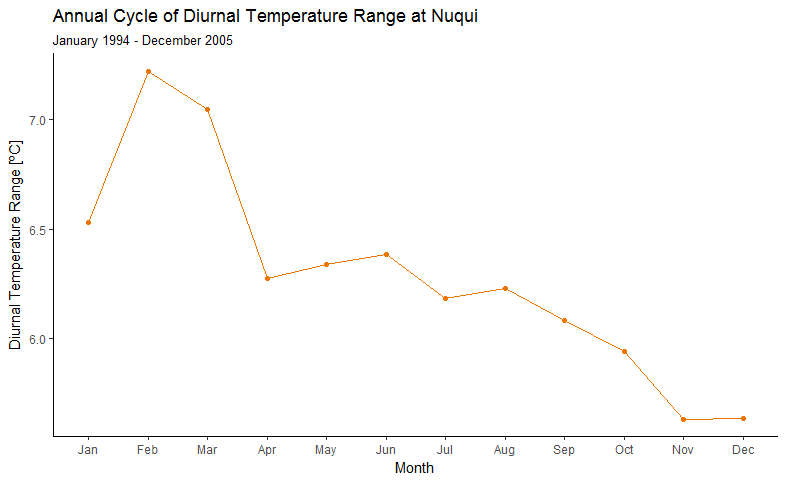 Annual Cycle of Diurnal Temperature Range at Nuqui
January 1994 - December 2005
Diurnal Temperature Range [ºC]
7.0
6.5
6.0
Jan Feb Mar Apr May Jun Jul Aug Sep Oct Nov Dec
Month